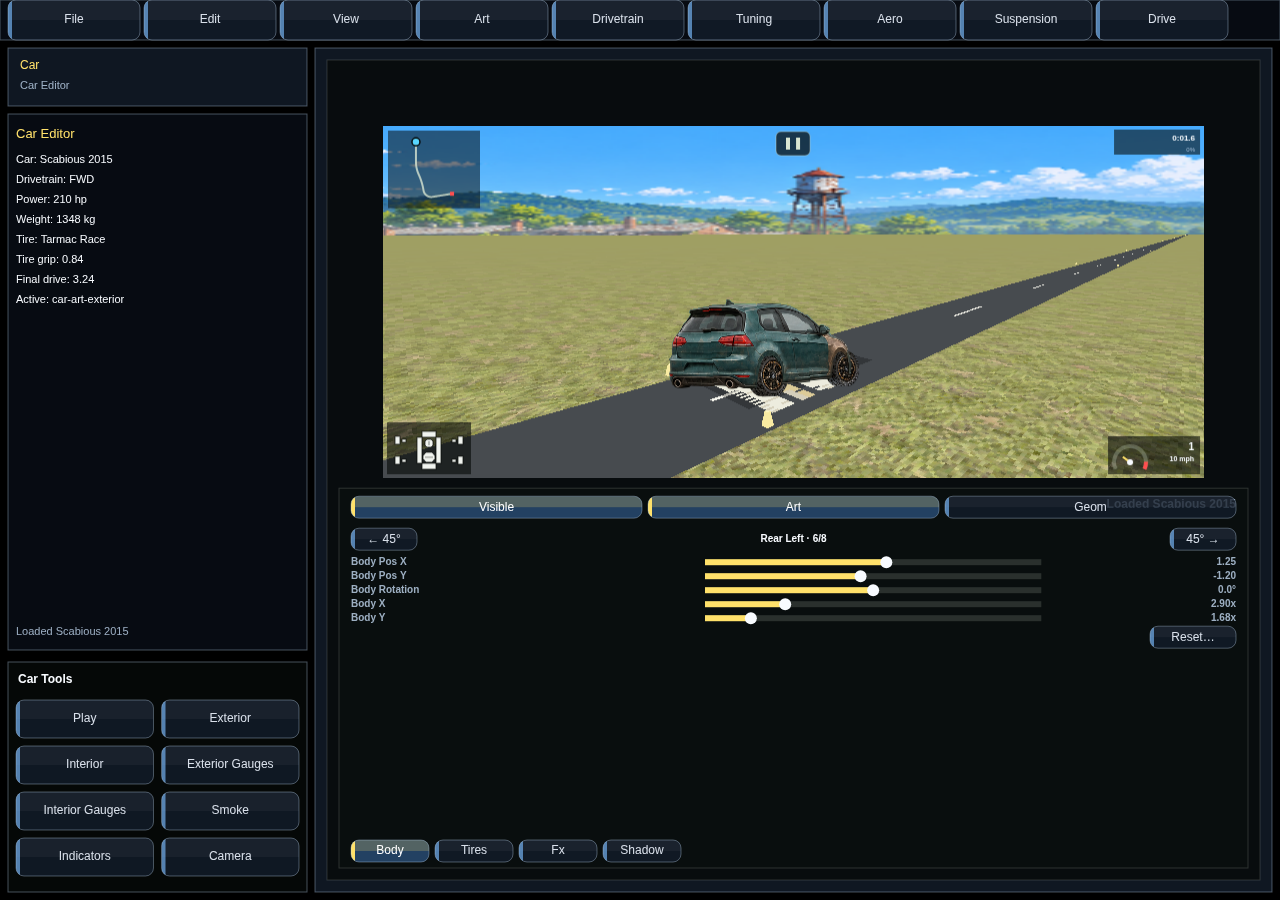 File Edit View Art Drivetrain Tuning Aero Suspension Drive
Car
Car Editor
Car Editor
Car: Scabious 2015
Drivetrain: FWD
Power: 210 hp
Weight: 1348 kg
Tire: Tarmac Race
Tire grip: 0.84
Final drive: 3.24
Active: car-art-exterior
Loaded Scabious 2015
Car Tools
Play Exterior
Interior Exterior Gauges
Interior Gauges Smoke
Indicators Camera
0:01.6
0%
1
10 mph
Visible Art Geom
Loaded Scabious 2015
← 45° Rear Left · 6/8 45° →
Body Pos X 1.25
Body Pos Y -1.20
Body Rotation 0.0°
Body X 2.90x
Body Y 1.68x
Reset…
Body Tires Fx Shadow